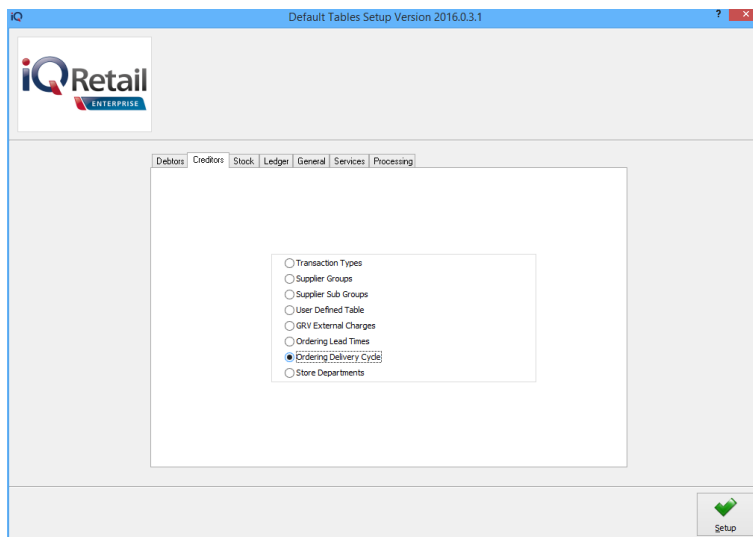 iQ Default Tables Setup Version 2016.0.3.1 ? ×
iQRetail
ENTERPRISE
Debtors Creditors Stock Ledger General Services Processing
Transaction Types
Supplier Groups
Supplier Sub Groups
User Defined Table
GRV External Charges
Ordering Lead Times
Ordering Delivery Cycle
Store Departments
Setup